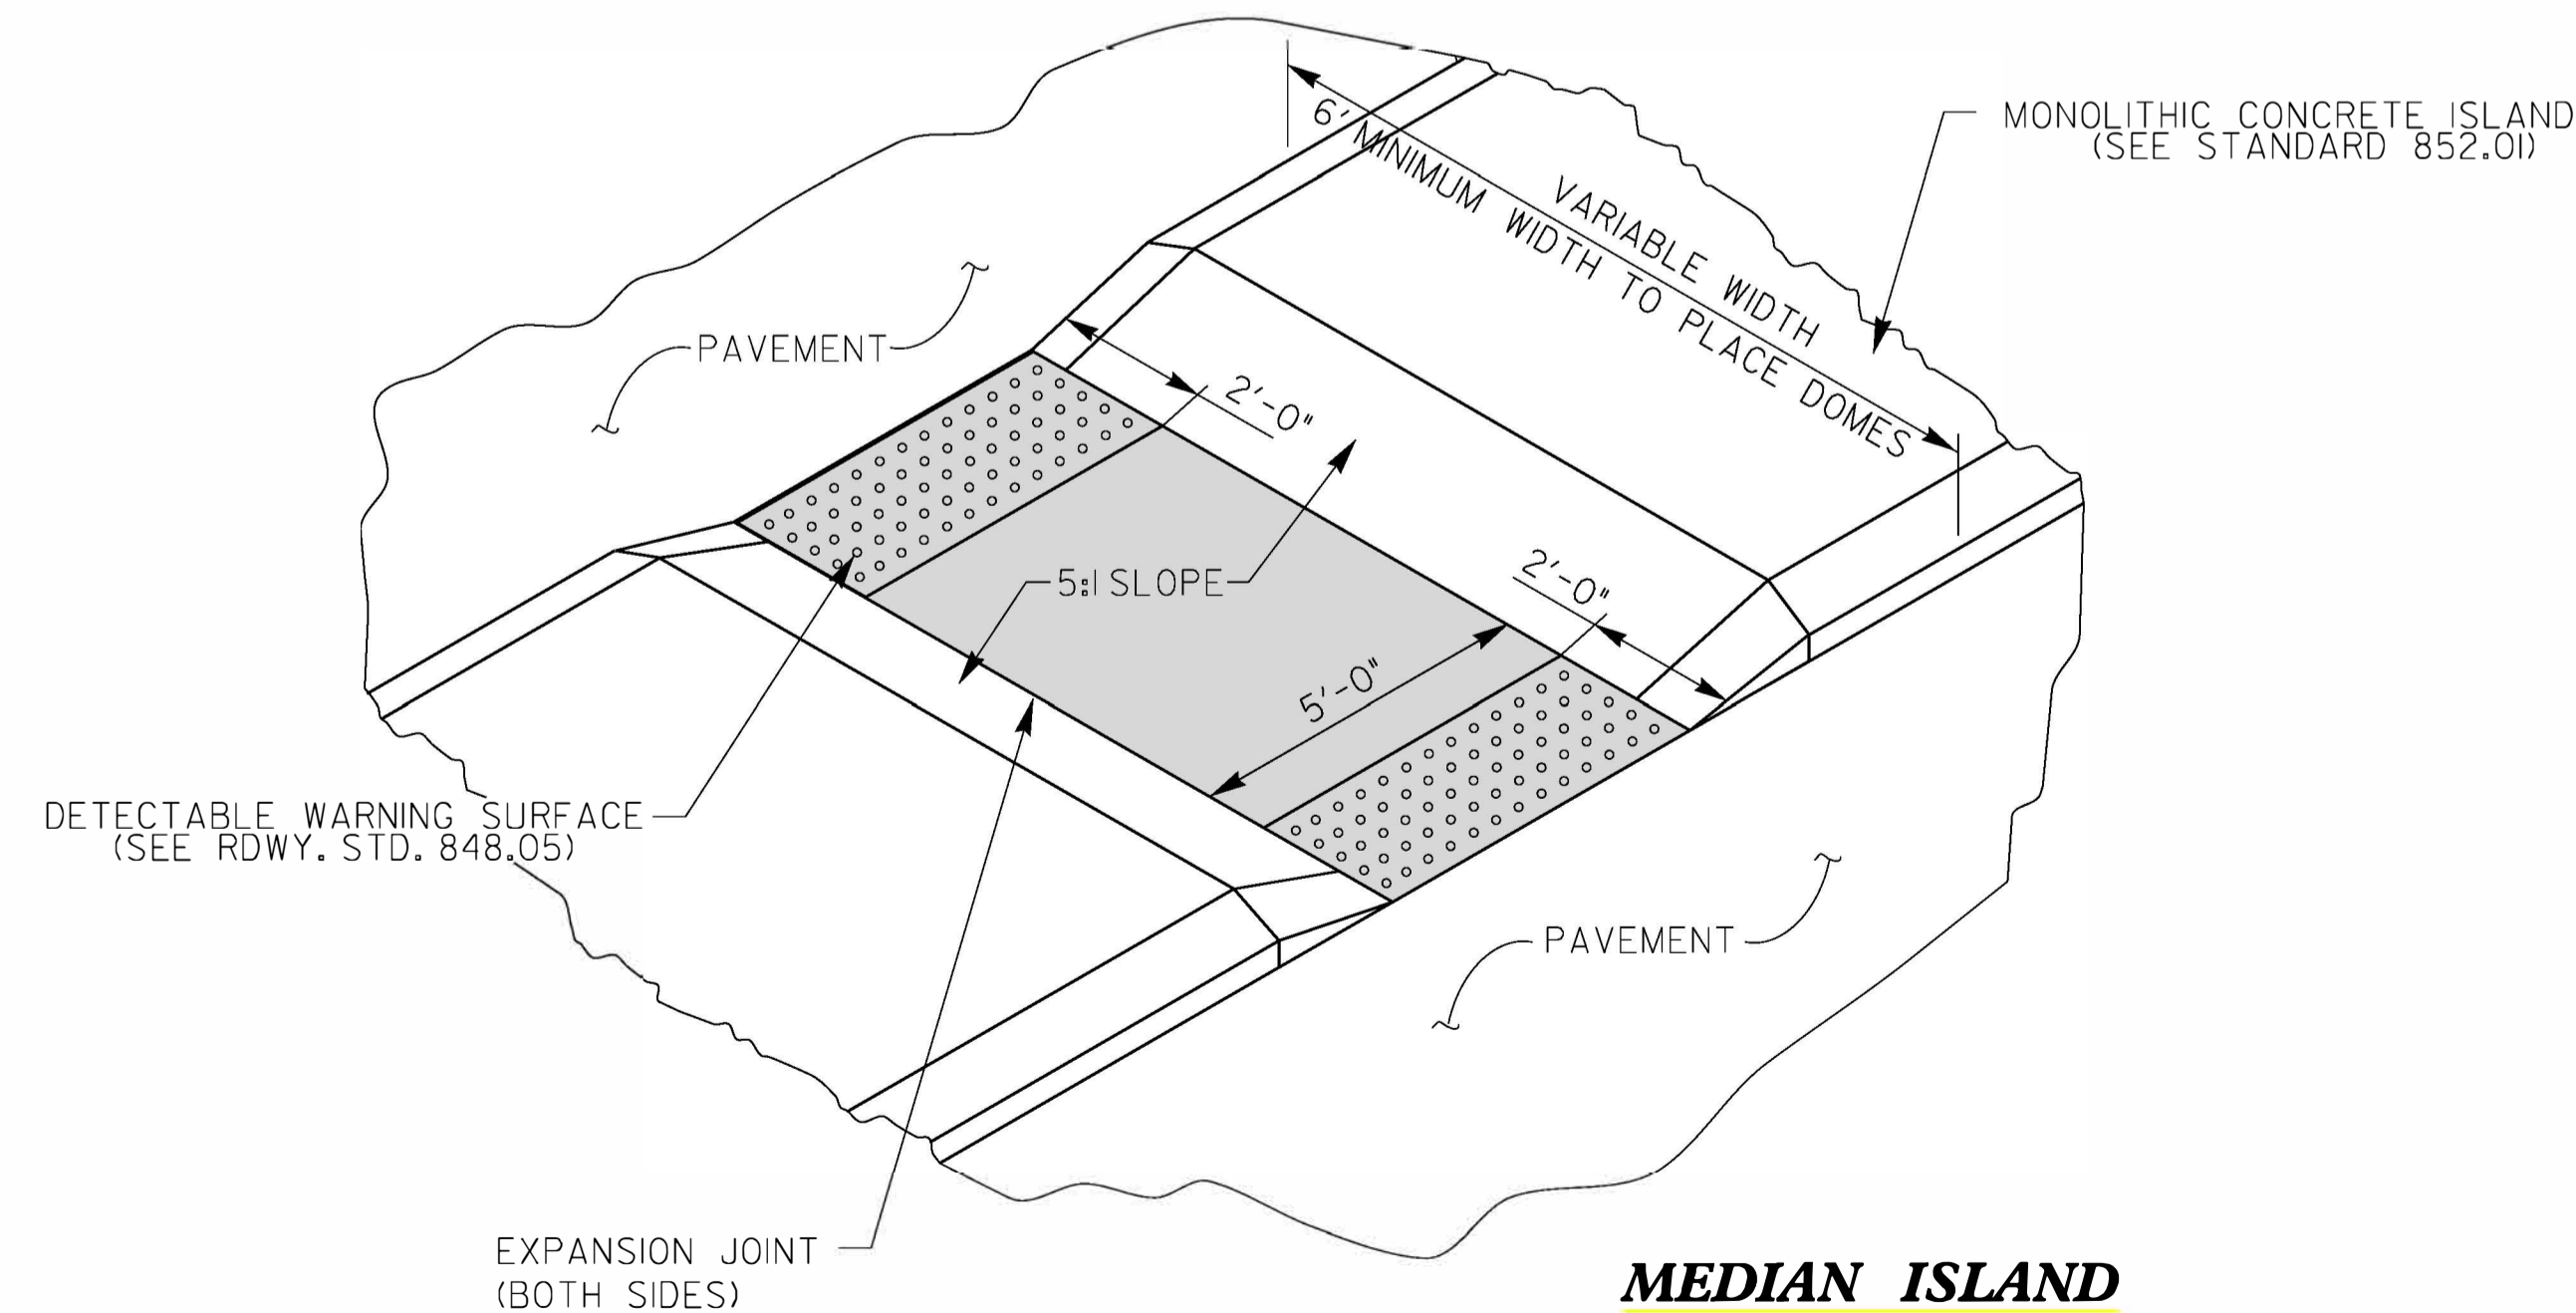 MONOLITHIC CONCRETE ISLAND
(SEE STANDARD 852.01)
6' MINIMUM WIDTH TO PLACE DOMES
VARIABLE WIDTH
PAVEMENT
2'-0"
5:1 SLOPE
2'-0"
5'-0"
DETECTABLE WARNING SURFACE
(SEE RDWY. STD. 848.05)
PAVEMENT
EXPANSION JOINT
(BOTH SIDES)
MEDIAN ISLAND